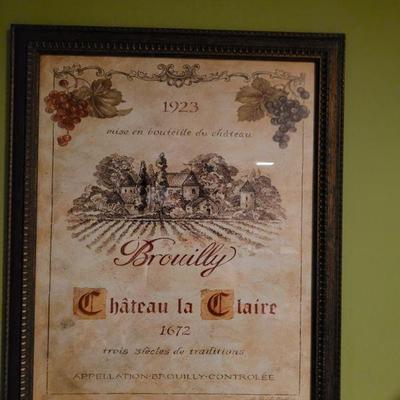 1923
mise en bouteille du château
Brouilly
Château la Claire
1672
trois siècles de traditions
APPELLATION·BROUILLY·CONTROLÉE